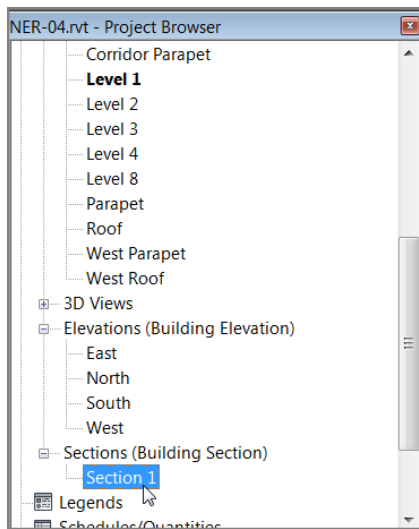 NER-04.rvt - Project Browser
Corridor Parapet
Level 1
Level 2
Level 3
Level 4
Level 8
Parapet
Roof
West Parapet
West Roof
3D Views
Elevations (Building Elevation)
East
North
South
West
Sections (Building Section)
Section 1
Legends
Schedules/Quantities